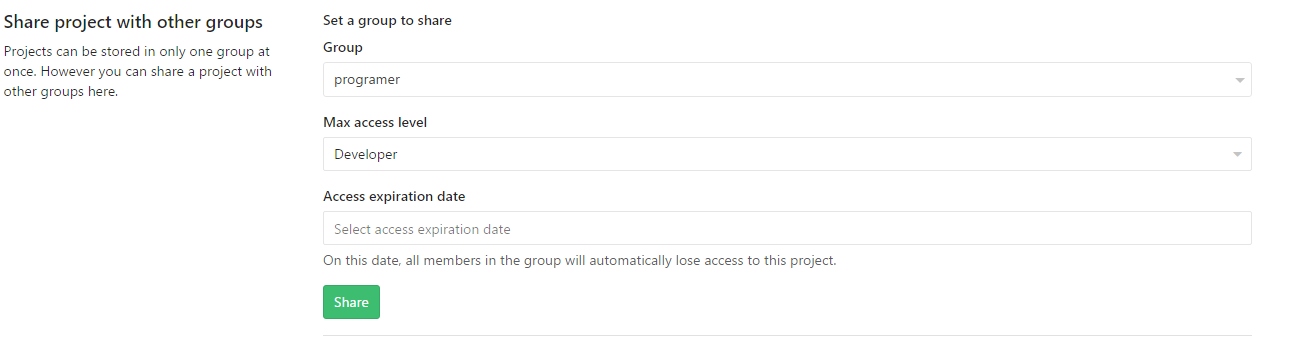 Share project with other groups
Projects can be stored in only one group at
once. However you can share a project with
other groups here.
Set a group to share
Group
programer
Max access level
Developer
Access expiration date
Select access expiration date
On this date, all members in the group will automatically lose access to this project.
Share